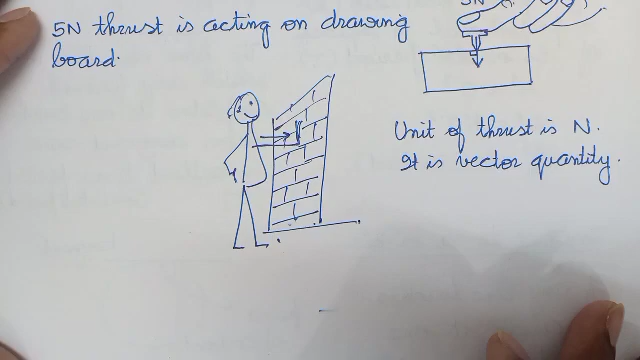 5N thrust is acting on drawing
board.
5N
Unit of thrust is N.
It is vector quantity.